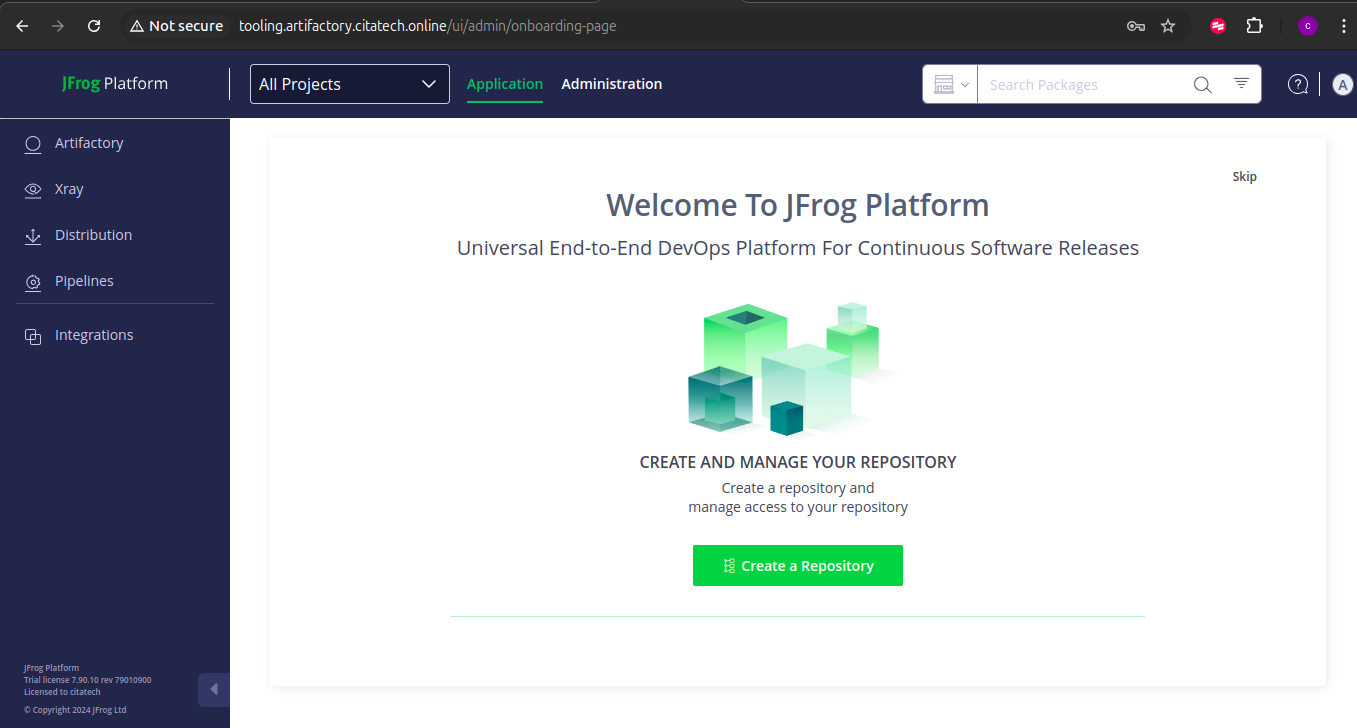 Not secure tooling.artifactory.citatech.online/ui/admin/onboarding-page C
JFrog Platform All Projects Application Administration Search Packages ? A
Artifactory
Xray
Distribution
Pipelines
Integrations
Skip
Welcome To JFrog Platform
Universal End-to-End DevOps Platform For Continuous Software Releases
CREATE AND MANAGE YOUR REPOSITORY
Create a repository and
manage access to your repository
Create a Repository
JFrog Platform
Trial license 7.90.10 rev 79010900
Licensed to citatech
© Copyright 2024 JFrog Ltd